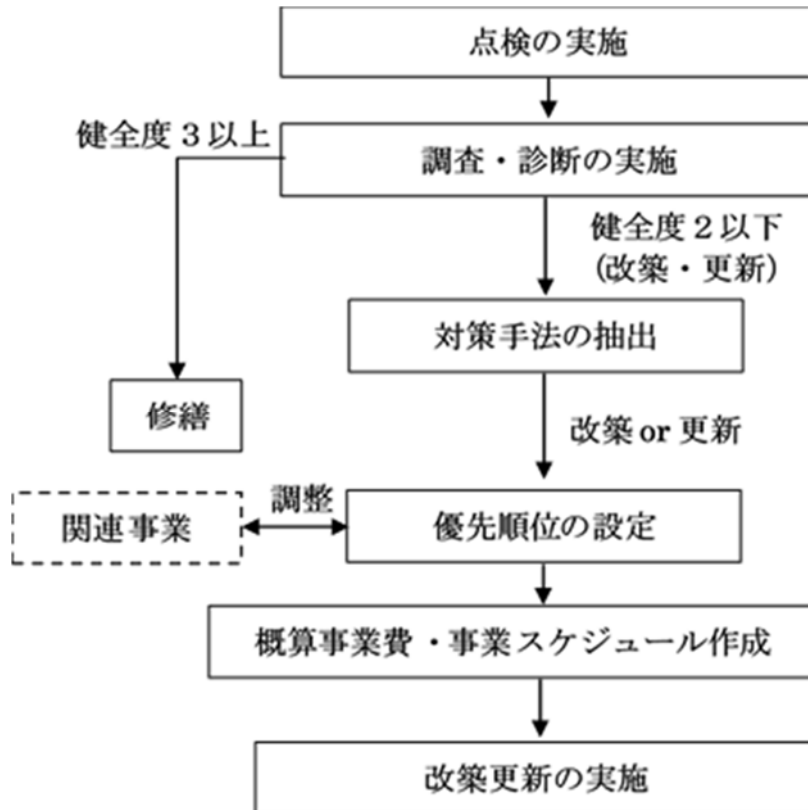 点検の実施
健全度 3 以上
調査・診断の実施
健全度 2 以下
(改築・更新)
対策手法の抽出
修繕
改築 or 更新
調整
関連事業
優先順位の設定
概算事業費・事業スケジュール作成
改築更新の実施